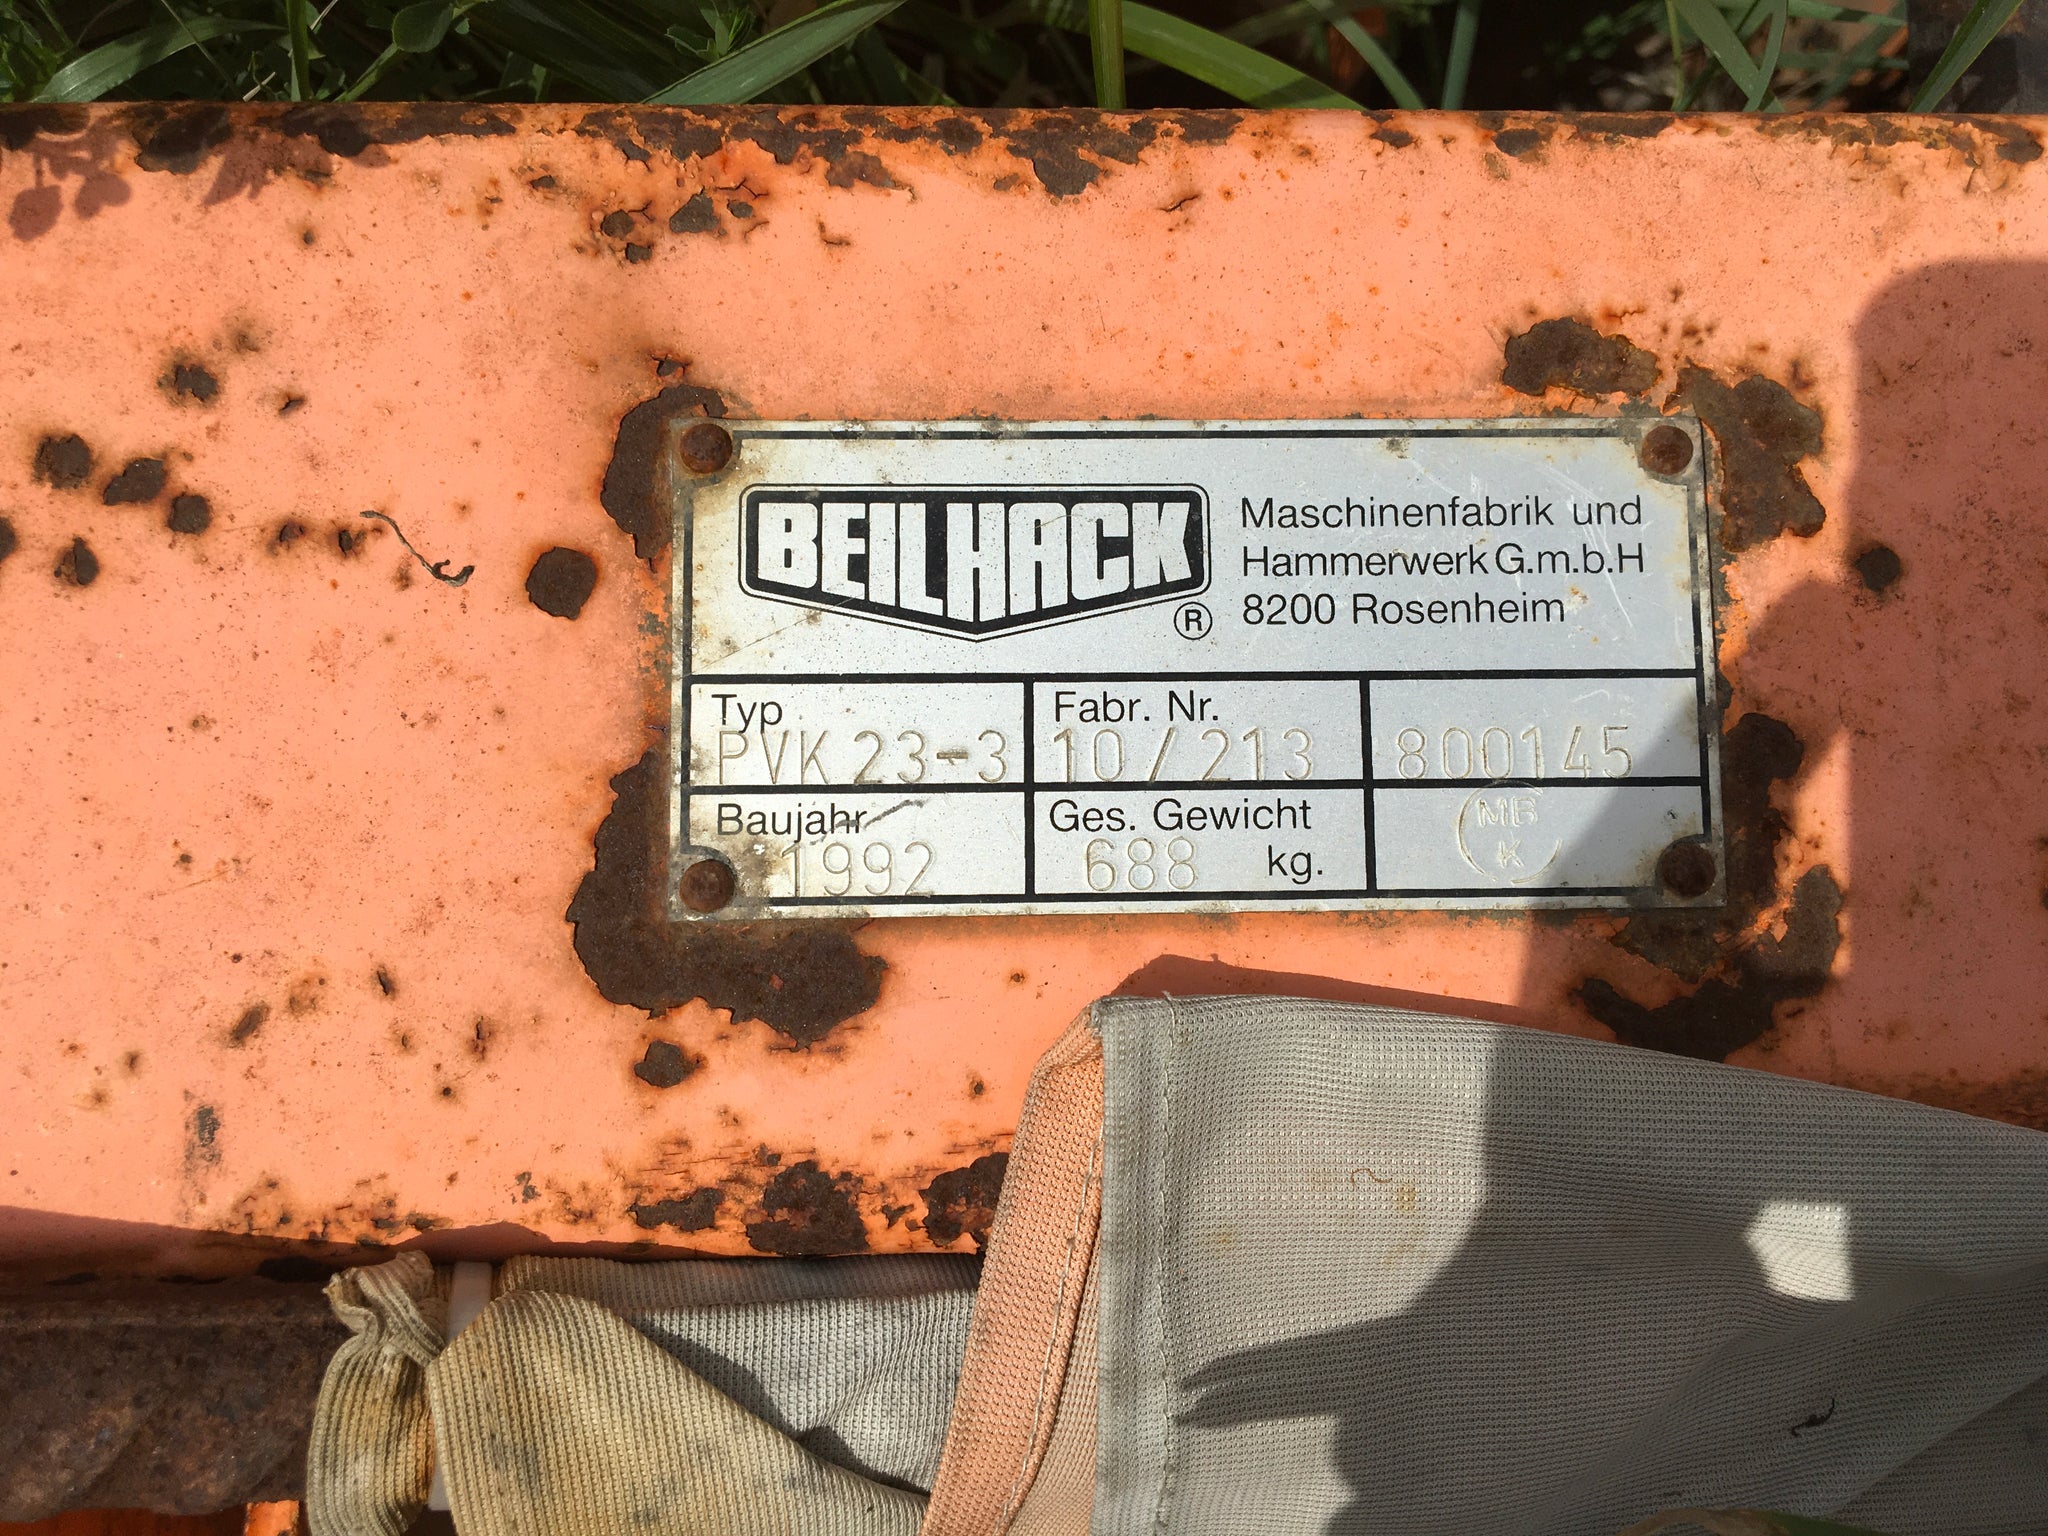 BEILHACK
®
Maschinenfabrik und
Hammerwerk G.m.b.H
8200 Rosenheim
Typ
PVK 23-3
Fabr. Nr.
10/213
800145
Baujahr
1992
Ges. Gewicht
688 kg.
MB
K